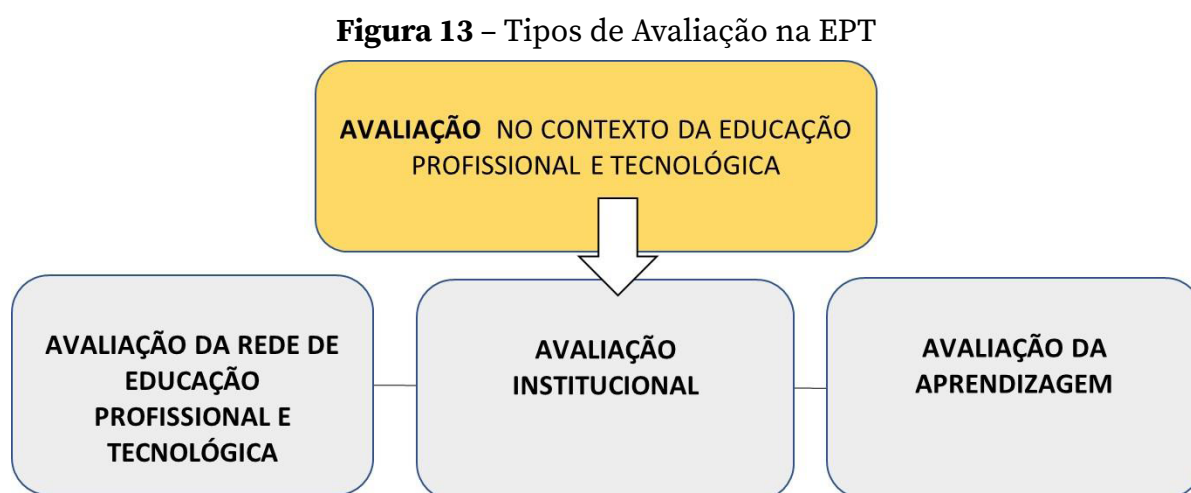 Figura 13 – Tipos de Avaliação na EPT
AVALIAÇÃO NO CONTEXTO DA EDUCAÇÃO
PROFISSIONAL E TECNOLÓGICA
AVALIAÇÃO DA REDE DE
EDUCAÇÃO
PROFISSIONAL E
TECNOLÓGICA
AVALIAÇÃO
INSTITUCIONAL
AVALIAÇÃO DA
APRENDIZAGEM